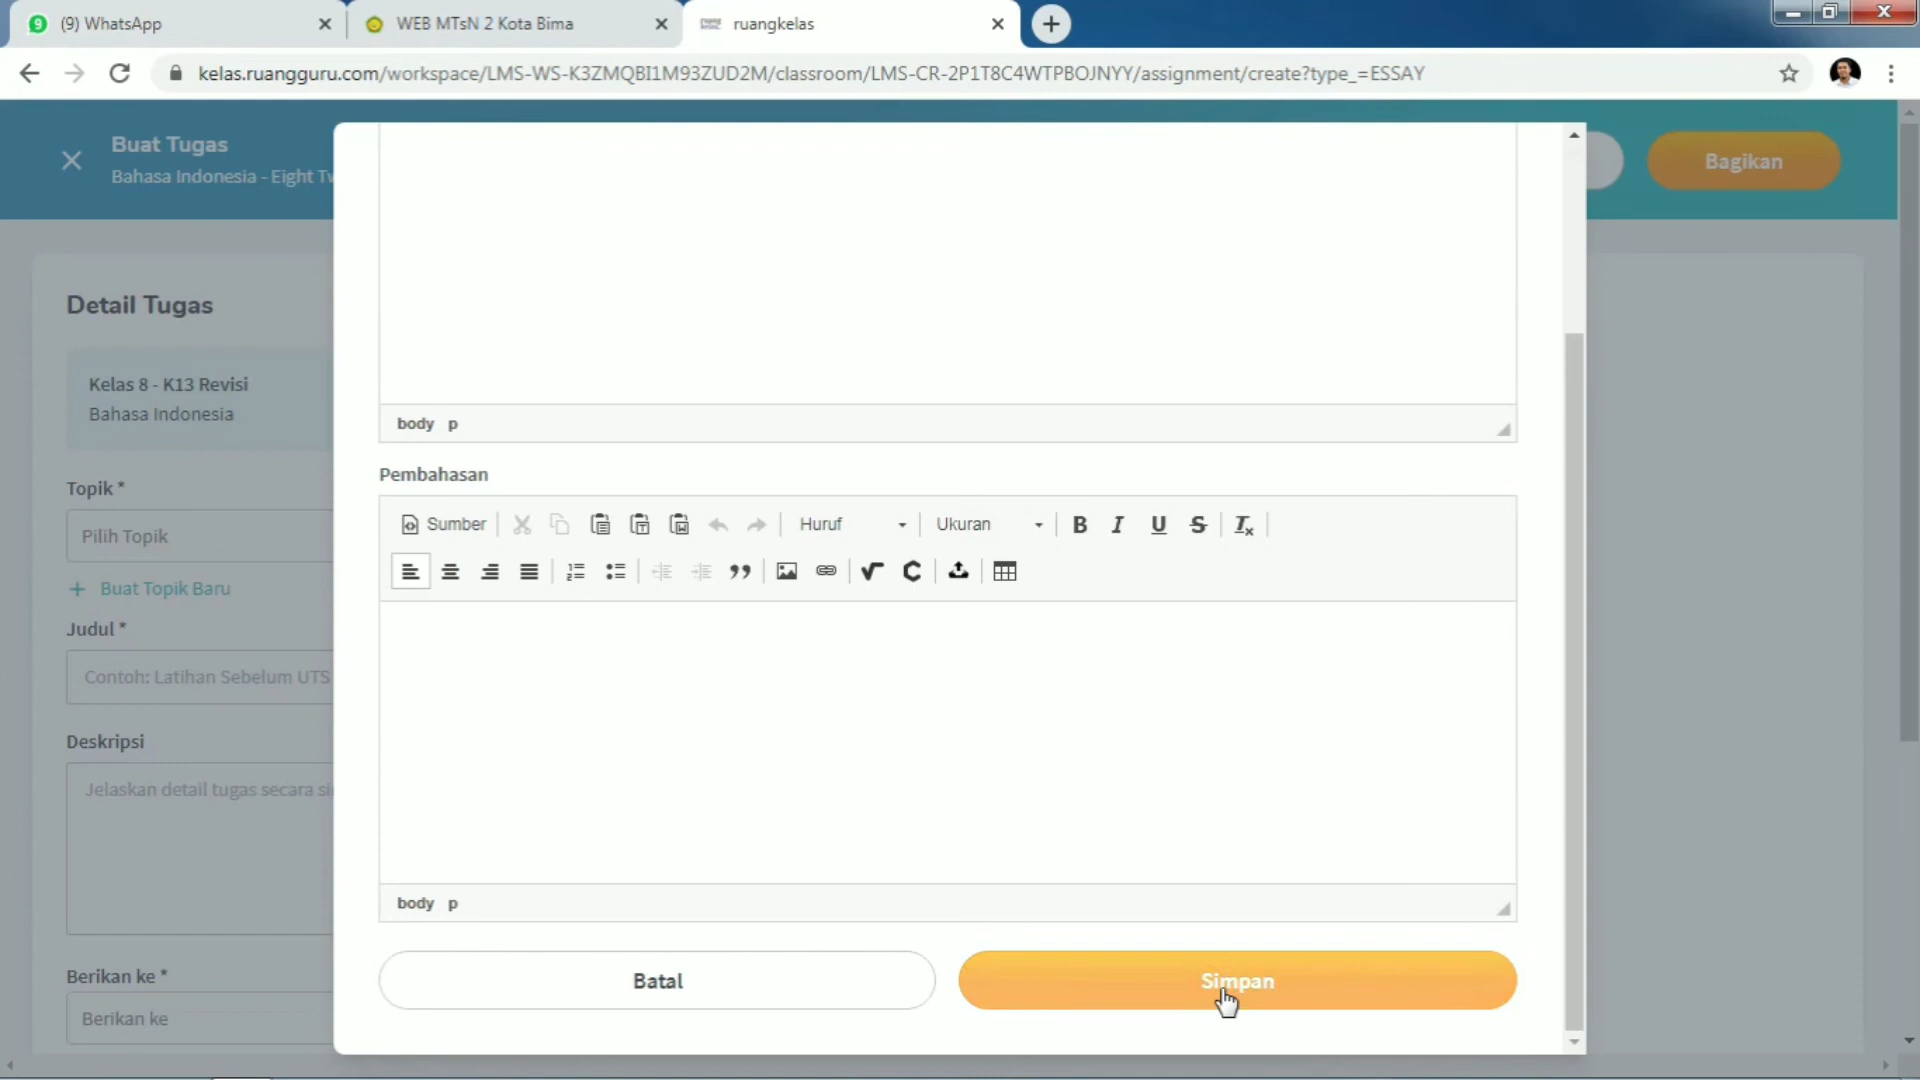 (9) WhatsApp
WEB MTsN 2 Kota Bima
ruangkelas
kelas.ruangguru.com/workspace/LMS-WS-K3ZMQBI1M93ZUD2M/classroom/LMS-CR-2P1T8C4WTPBOJNYY/assignment/create?type_=ESSAY
Buat Tugas
Bahasa Indonesia - Eight
Bagikan
Detail Tugas
Kelas 8 - K13 Revisi
Bahasa Indonesia
Topik *
Pilih Topik
+ Buat Topik Baru
Judul *
Contoh: Latihan Sebelum UTS
Deskripsi
Jelaskan detail tugas secara
Berikan ke *
Berikan ke
body p
Pembahasan
Sumber
Huruf
Ukuran
B I U S Tx
body p
Batal
Simpan